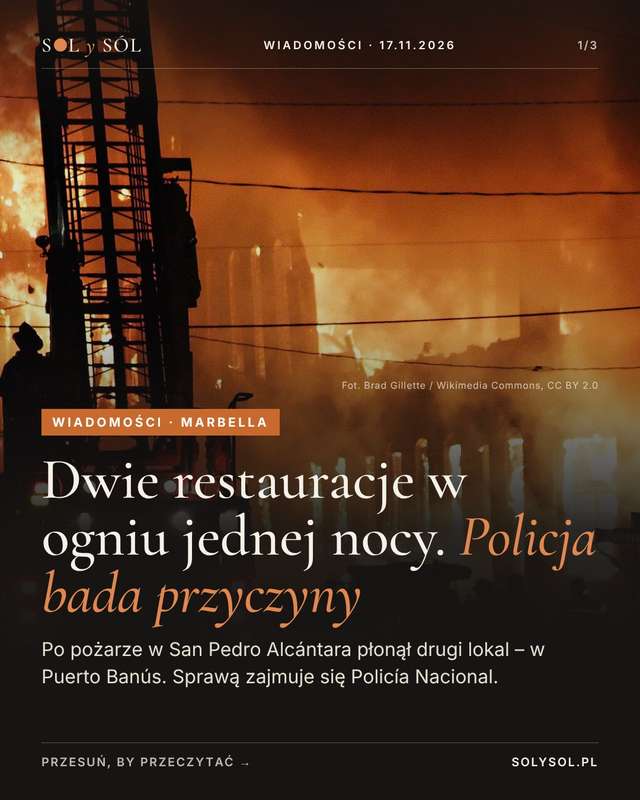 SOL y SÓL
WIADOMOŚCI · 17.11.2026
1/3
Fot. Brad Gillette / Wikimedia Commons, CC BY 2.0
WIADOMOŚCI · MARBELLA
Dwie restauracje w
ogniu jednej nocy. Policja
bada przyczyny
Po pożarze w San Pedro Alcántara płonął drugi lokal – w
Puerto Banús. Sprawą zajmuje się Policía Nacional.
PRZESUŃ, BY PRZECZYTAĆ →
SOLYSOL.PL